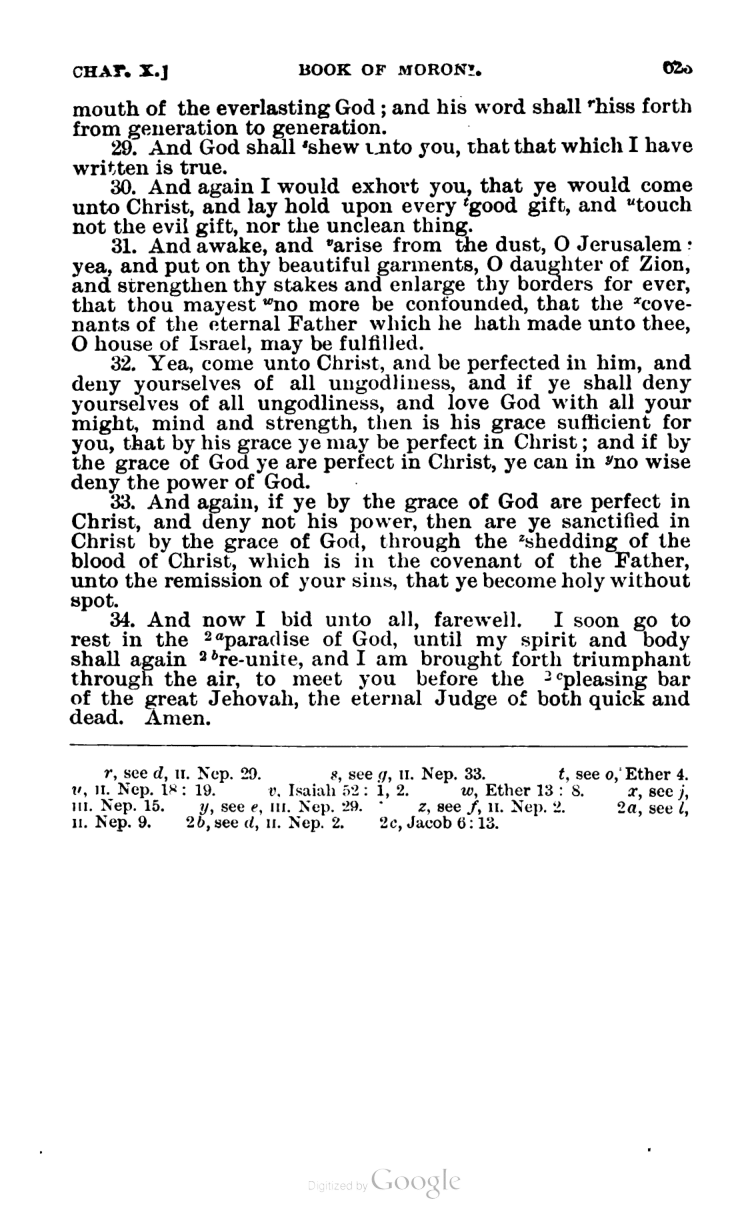 CHAP. X.] BOOK OF MORONI.
mouth of the everlasting God ; and his word shall ʳhiss forth
from generation to generation.
29. And God shall ˢshew unto you, that that which I have
written is true.
30. And again I would exhort you, that ye would come
unto Christ, and lay hold upon every ᵗgood gift, and ᵘtouch
not the evil gift, nor the unclean thing.
31. And awake, and ᵛarise from the dust, O Jerusalem :
yea, and put on thy beautiful garments, O daughter of Zion,
and strengthen thy stakes and enlarge thy borders for ever,
that thou mayest ʷno more be confounded, that the ˣcove-
nants of the eternal Father which he hath made unto thee,
O house of Israel, may be fulfilled.
32. Yea, come unto Christ, and be perfected in him, and
deny yourselves of all ungodliness, and if ye shall deny
yourselves of all ungodliness, and love God with all your
might, mind and strength, then is his grace sufficient for
you, that by his grace ye may be perfect in Christ ; and if by
the grace of God ye are perfect in Christ, ye can in ʸno wise
deny the power of God.
33. And again, if ye by the grace of God are perfect in
Christ, and deny not his power, then are ye sanctified in
Christ by the grace of God, through the ᶻshedding of the
blood of Christ, which is in the covenant of the Father,
unto the remission of your sins, that ye become holy without
spot.
34. And now I bid unto all, farewell. I soon go to
rest in the ²ᵃparadise of God, until my spirit and body
shall again ²ᵇre-unite, and I am brought forth triumphant
through the air, to meet you before the ²ᶜpleasing bar
of the great Jehovah, the eternal Judge of both quick and
dead. Amen.
r, see d, II. Nep. 29. s, see g, II. Nep. 33. t, see o, Ether 4.
u, II. Nep. 18 : 19. v, Isaiah 52 : 1, 2. w, Ether 13 : 8. x, see j,
III. Nep. 15. y, see e, III. Nep. 29. z, see f, II. Nep. 2. 2a, see l,
II. Nep. 9. 2b, see d, II. Nep. 2. 2c, Jacob 6 : 13.
Digitized by Google